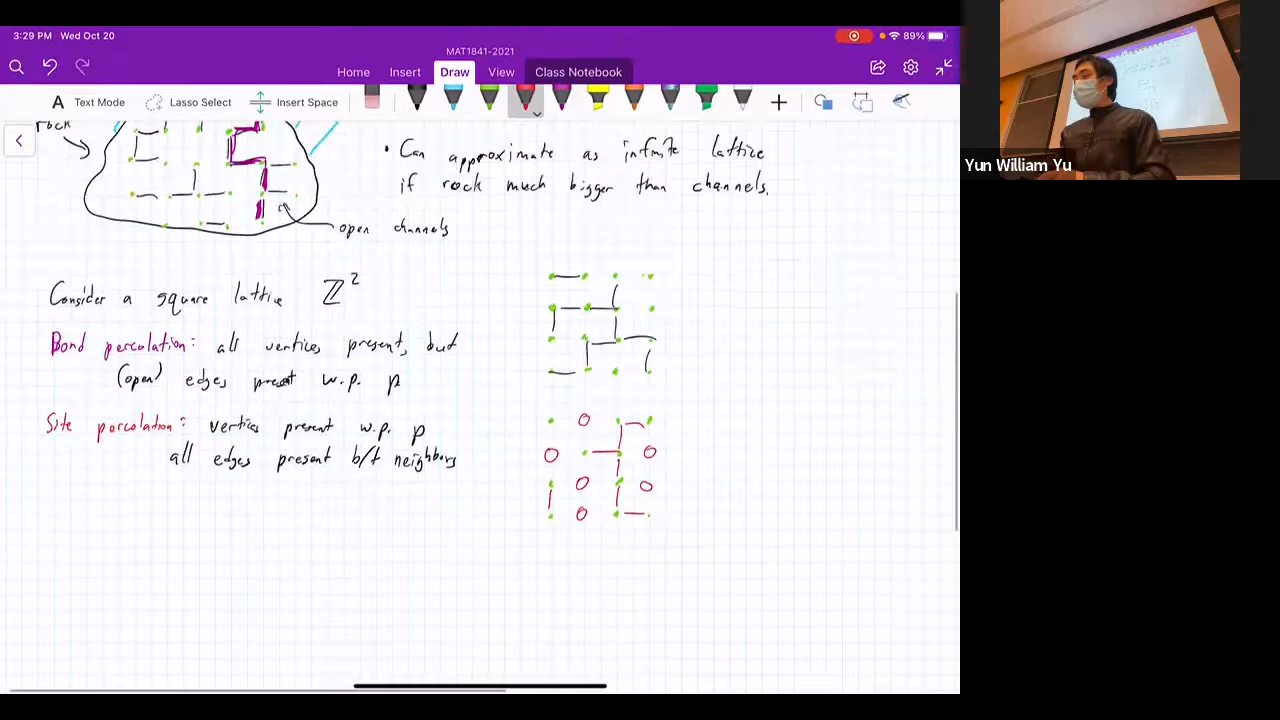 3:29 PM Wed Oct 20
89%
MAT1841-2021
Home Insert Draw View Class Notebook
A Text Mode Lasso Select Insert Space
rock
• Can approximate as infinite lattice
if rock much bigger than channels.
open channels
Consider a square lattice ℤ²
Bond percolation: all vertices present, but
(open) edges present w.p. p
Site percolation: vertices present w.p. p
all edges present b/t neighbors
Yun William Yu